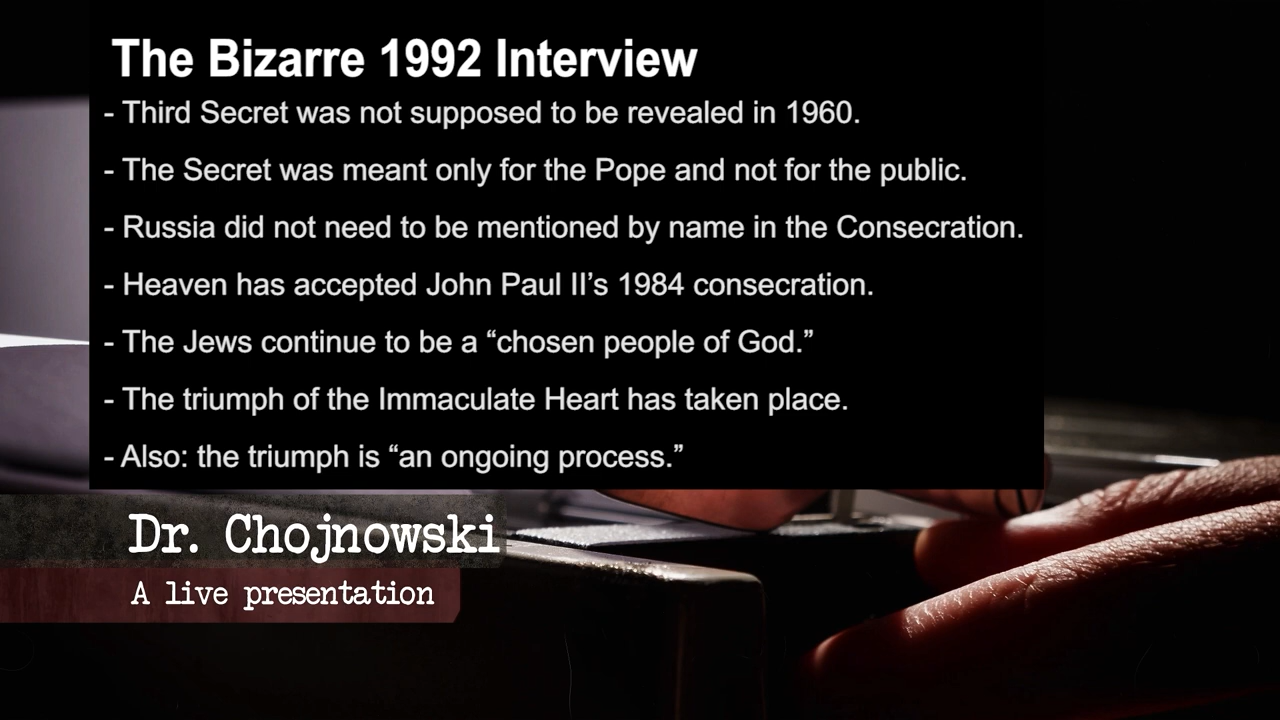 The Bizarre 1992 Interview
- Third Secret was not supposed to be revealed in 1960.
- The Secret was meant only for the Pope and not for the public.
- Russia did not need to be mentioned by name in the Consecration.
- Heaven has accepted John Paul II’s 1984 consecration.
- The Jews continue to be a “chosen people of God.”
- The triumph of the Immaculate Heart has taken place.
- Also: the triumph is “an ongoing process.”
Dr. Chojnowski
A live presentation